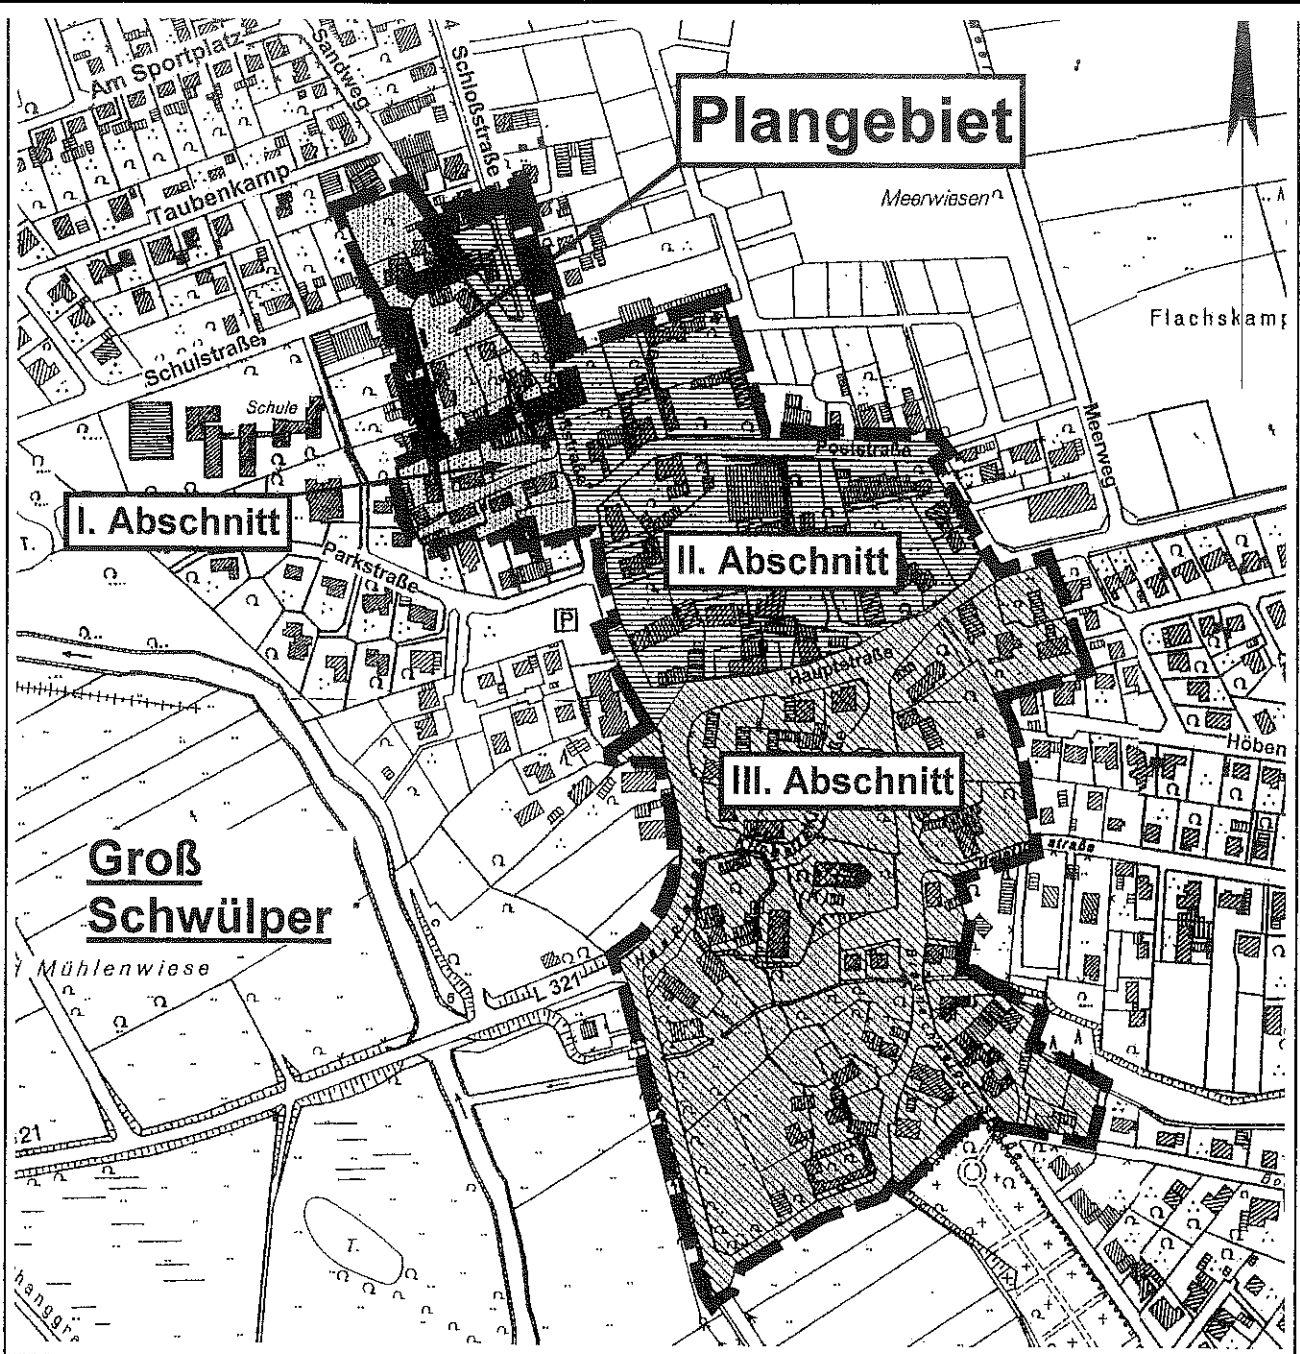 Am Sportplatz
Sandweg
Schloßstraße
Plangebiet
Taubenkamp
Meerwiesen
Flachskamp
Schulstraße
Schule
Meerweg
Poststraße
I. Abschnitt
II. Abschnitt
Parkstraße
P
Hauptstraße
Höben
III. Abschnitt
straße
Groß
Schwülper
Mühlenwiese
L 321
21
T.
T.